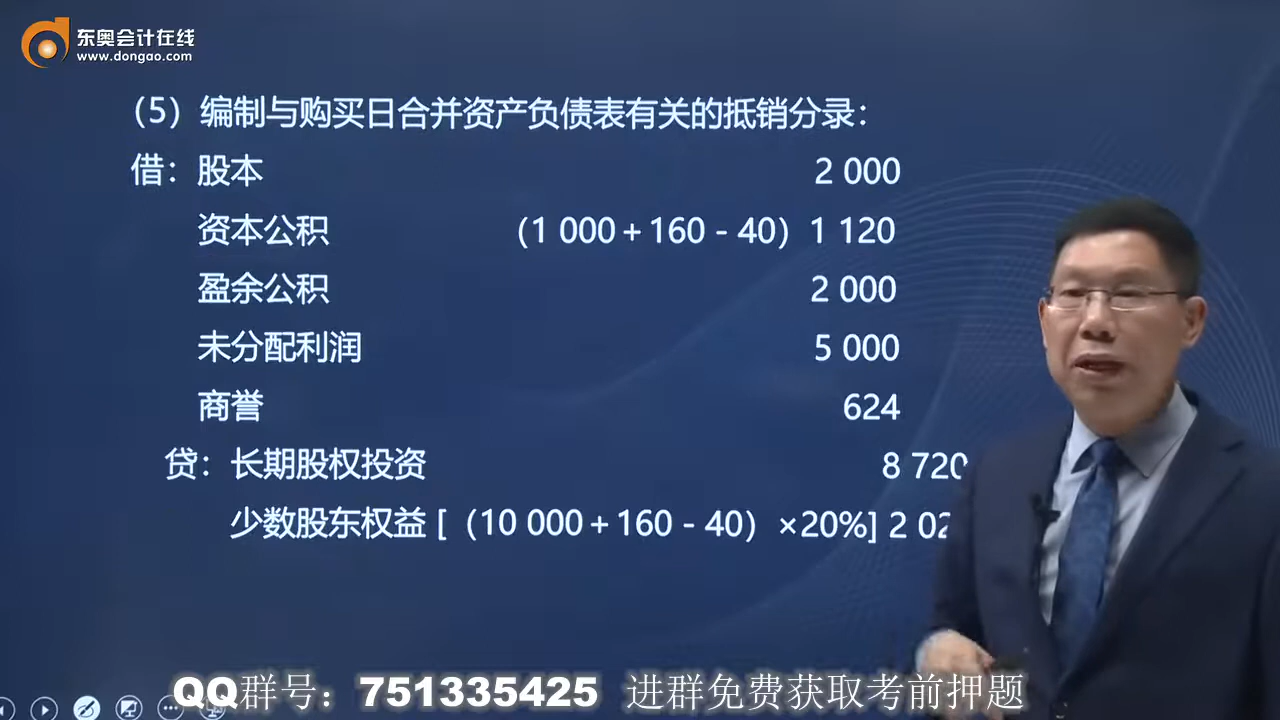 东奥会计在线
www.dongao.com
（5）编制与购买日合并资产负债表有关的抵销分录：
借：股本 2 000
资本公积 （1 000+160-40）1 120
盈余公积 2 000
未分配利润 5 000
商誉 624
贷：长期股权投资 8 720
少数股东权益 [（10 000+160-40）×20%] 2 02
QQ群号：751335425 进群免费获取考前押题